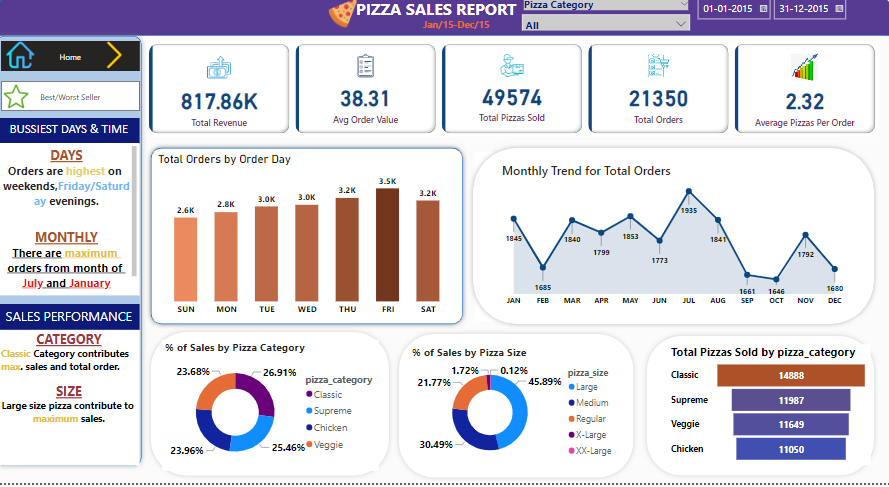 PIZZA SALES REPORT
Jan/15-Dec/15
Pizza Category
All
01-01-2015
31-12-2015
Home
Best/Worst Seller
BUSSIEST DAYS & TIME
DAYS
Orders are highest on
weekends,Friday/Saturd
ay evenings.
MONTHLY
There are maximum
orders from month of
July and January
SALES PERFORMANCE
CATEGORY
Classic Category contributes
max. sales and total order.
SIZE
Large size pizza contribute to
maximum sales.
817.86K
Total Revenue
38.31
Avg Order Value
49574
Total Pizzas Sold
21350
Total Orders
2.32
Average Pizzas Per Order
Total Orders by Order Day
2.6K
2.8K
3.0K
3.0K
3.2K
3.5K
3.2K
SUN MON TUE WED THU FRI SAT
Monthly Trend for Total Orders
1845
1685
1840
1799
1853
1773
1935
1841
1661
1646
1792
1680
JAN FEB MAR APR MAY JUN JUL AUG SEP OCT NOV DEC
% of Sales by Pizza Category
23.68%
26.91%
23.96%
25.46%
pizza_category
Classic
Supreme
Chicken
Veggie
% of Sales by Pizza Size
1.72%
0.12%
21.77%
45.89%
30.49%
pizza_size
Large
Medium
Regular
X-Large
XX-Large
Total Pizzas Sold by pizza_category
Classic 14888
Supreme 11987
Veggie 11649
Chicken 11050